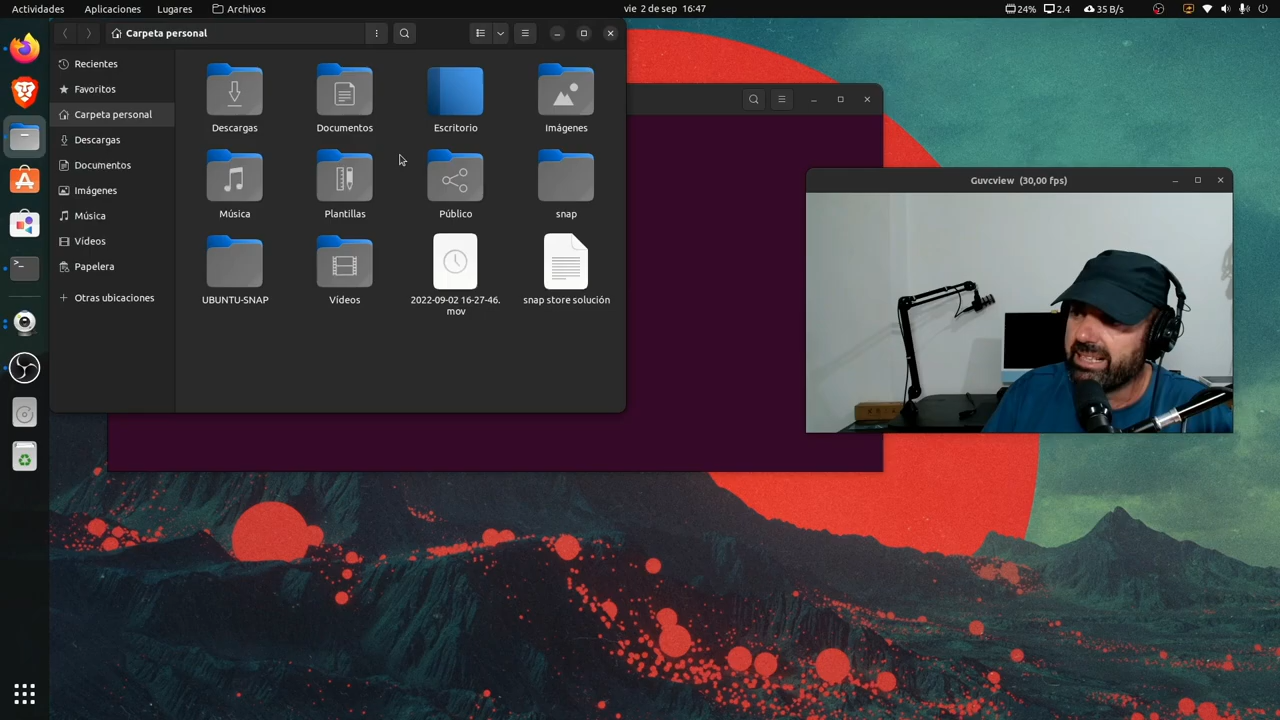 Actividades Aplicaciones Lugares Archivos vie 2 de sep 16:47 24% 2.4 35 B/s
Carpeta personal
Recientes
Favoritos
Carpeta personal
Descargas
Documentos
Imágenes
Música
Vídeos
Papelera
Otras ubicaciones
Descargas Documentos Escritorio Imágenes
Música Plantillas Público snap
UBUNTU-SNAP Vídeos 2022-09-02 16-27-46. snap store solución
mov
Guvcview (30,00 fps)